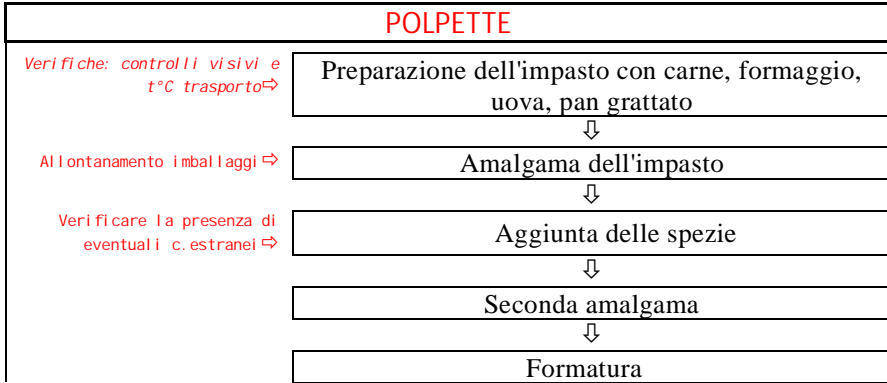 POLPETTE
Verifiche: controlli visivi e
t°C trasporto⇨
Preparazione dell'impasto con carne, formaggio,
uova, pan grattato
⇩
Allontanamento imballaggi⇨
Amalgama dell'impasto
⇩
Verificare la presenza di
eventuali c.estranei⇨
Aggiunta delle spezie
⇩
Seconda amalgama
⇩
Formatura